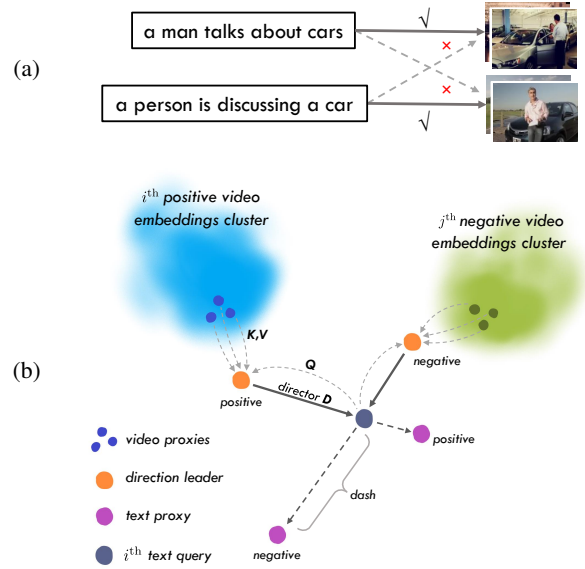 (a)
a man talks about cars
√
×
×
a person is discussing a car
√
(b)
i^th positive video
embeddings cluster
j^th negative video
embeddings cluster
K,V
Q
director D
positive
negative
positive
dash
negative
video proxies
direction leader
text proxy
i^th text query